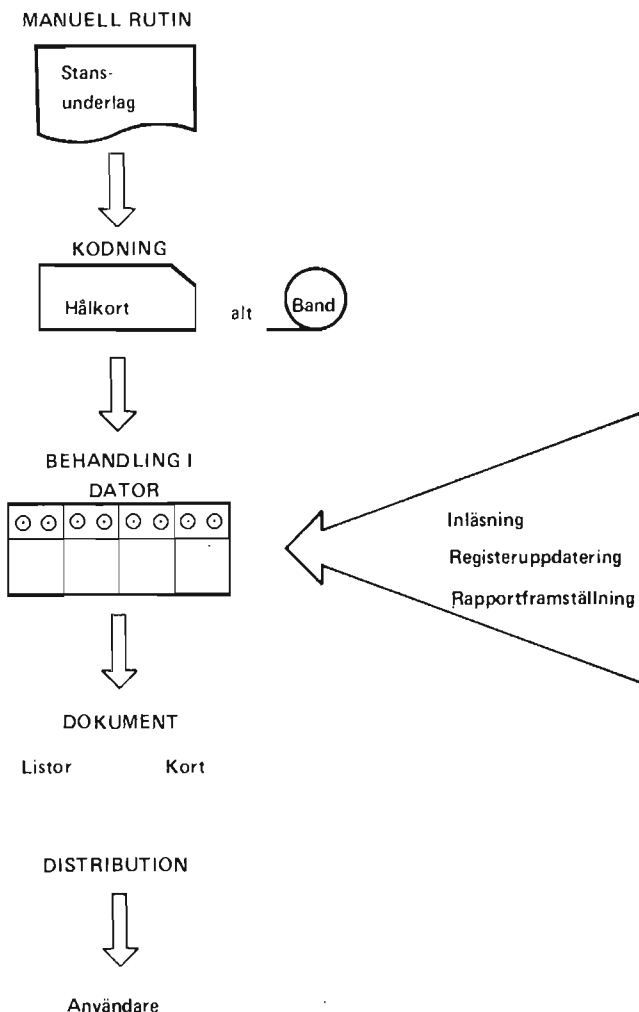 MANUELL RUTIN
Stans-
underlag
KODNING
Hålkort
alt
Band
BEHANDLING I
DATOR
Inläsning
Registeruppdatering
Rapportframställning
DOKUMENT
Listor Kort
DISTRIBUTION
Användare